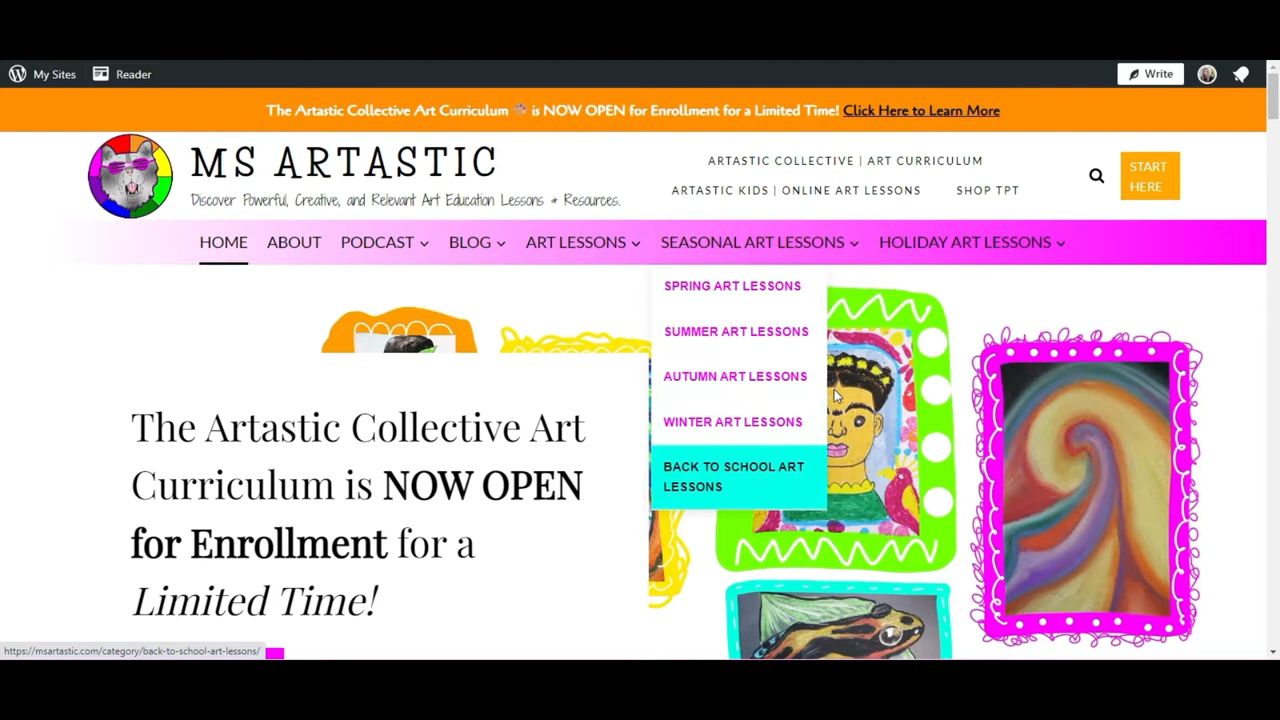 My Sites
Reader
Write
The Artastic Collective Art Curriculum is NOW OPEN for Enrollment for a Limited Time! Click Here to Learn More
MS ARTASTIC
Discover Powerful, Creative, and Relevant Art Education Lessons & Resources.
ARTASTIC COLLECTIVE | ART CURRICULUM
ARTASTIC KIDS | ONLINE ART LESSONS
SHOP TPT
START
HERE
HOME
ABOUT
PODCAST
BLOG
ART LESSONS
SEASONAL ART LESSONS
HOLIDAY ART LESSONS
SPRING ART LESSONS
SUMMER ART LESSONS
AUTUMN ART LESSONS
WINTER ART LESSONS
BACK TO SCHOOL ART
LESSONS
The Artastic Collective Art
Curriculum is NOW OPEN
for Enrollment for a
Limited Time!
https://msartastic.com/category/back-to-school-art-lessons/